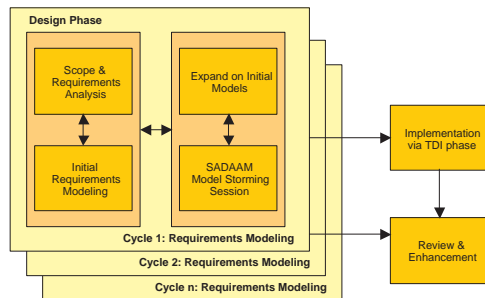 Design Phase
Scope &
Requirements
Analysis
Expand on Initial
Models
Initial
Requirements
Modeling
SADAAM
Model Storming
Session
Implementation
via TDI phase
Review &
Enhancement
Cycle 1: Requirements Modeling
Cycle 2: Requirements Modeling
Cycle n: Requirements Modeling